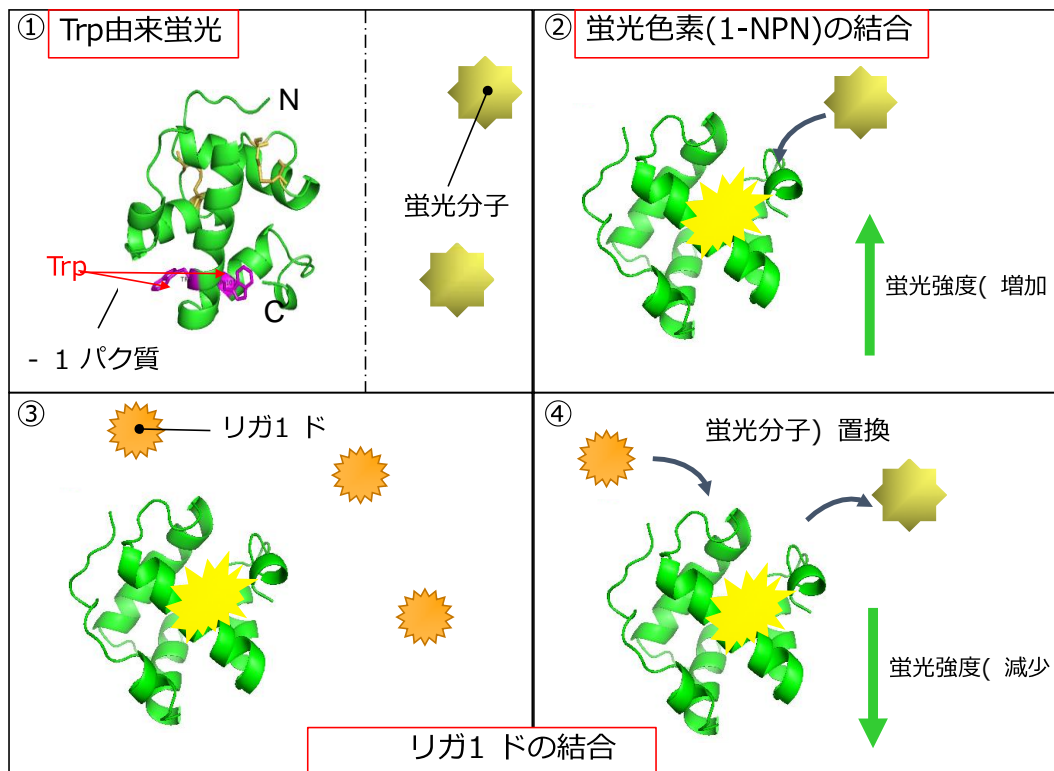 ① Trp由来蛍光
N
蛍光分子
Trp
C
- 1 パク質
② 蛍光色素(1-NPN)の結合
蛍光強度( 増加
③
リガ1 ド
④
蛍光分子) 置換
蛍光強度( 減少
リガ1 ドの結合